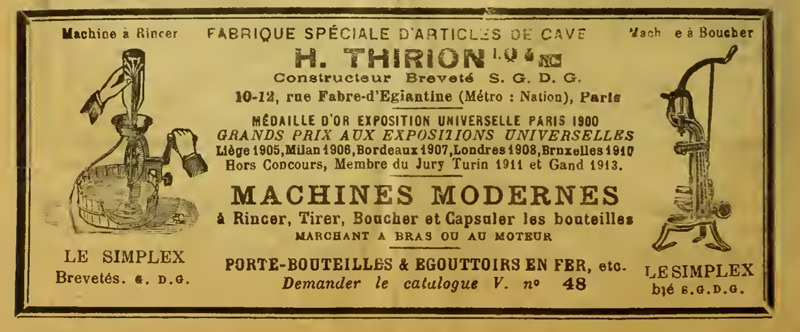 Machine à Rincer
FABRIQUE SPÉCIALE D'ARTICLES DE CAVE
Mach e à Boucher
H. THIRION
Constructeur Breveté S. G. D. G.
10-12, rue Fabre-d'Eglantine (Métro : Nation), Paris
MÉDAILLE D'OR EXPOSITION UNIVERSELLE PARIS 1900
GRANDS PRIX AUX EXPOSITIONS UNIVERSELLES
Liège 1905, Milan 1906, Bordeaux 1907, Londres 1908, Bruxelles 1910
Hors Concours, Membre du Jury Turin 1911 et Gand 1913.
MACHINES MODERNES
à Rincer, Tirer, Boucher et Capsuler les bouteilles
MARCHANT A BRAS OU AU MOTEUR
PORTE-BOUTEILLES & EGOUTTOIRS EN FER, etc.
Demander le catalogue V. nº 48
LE SIMPLEX
Brevetés. G. D.G.
LE SIMPLEX
bté S.G.D.G.